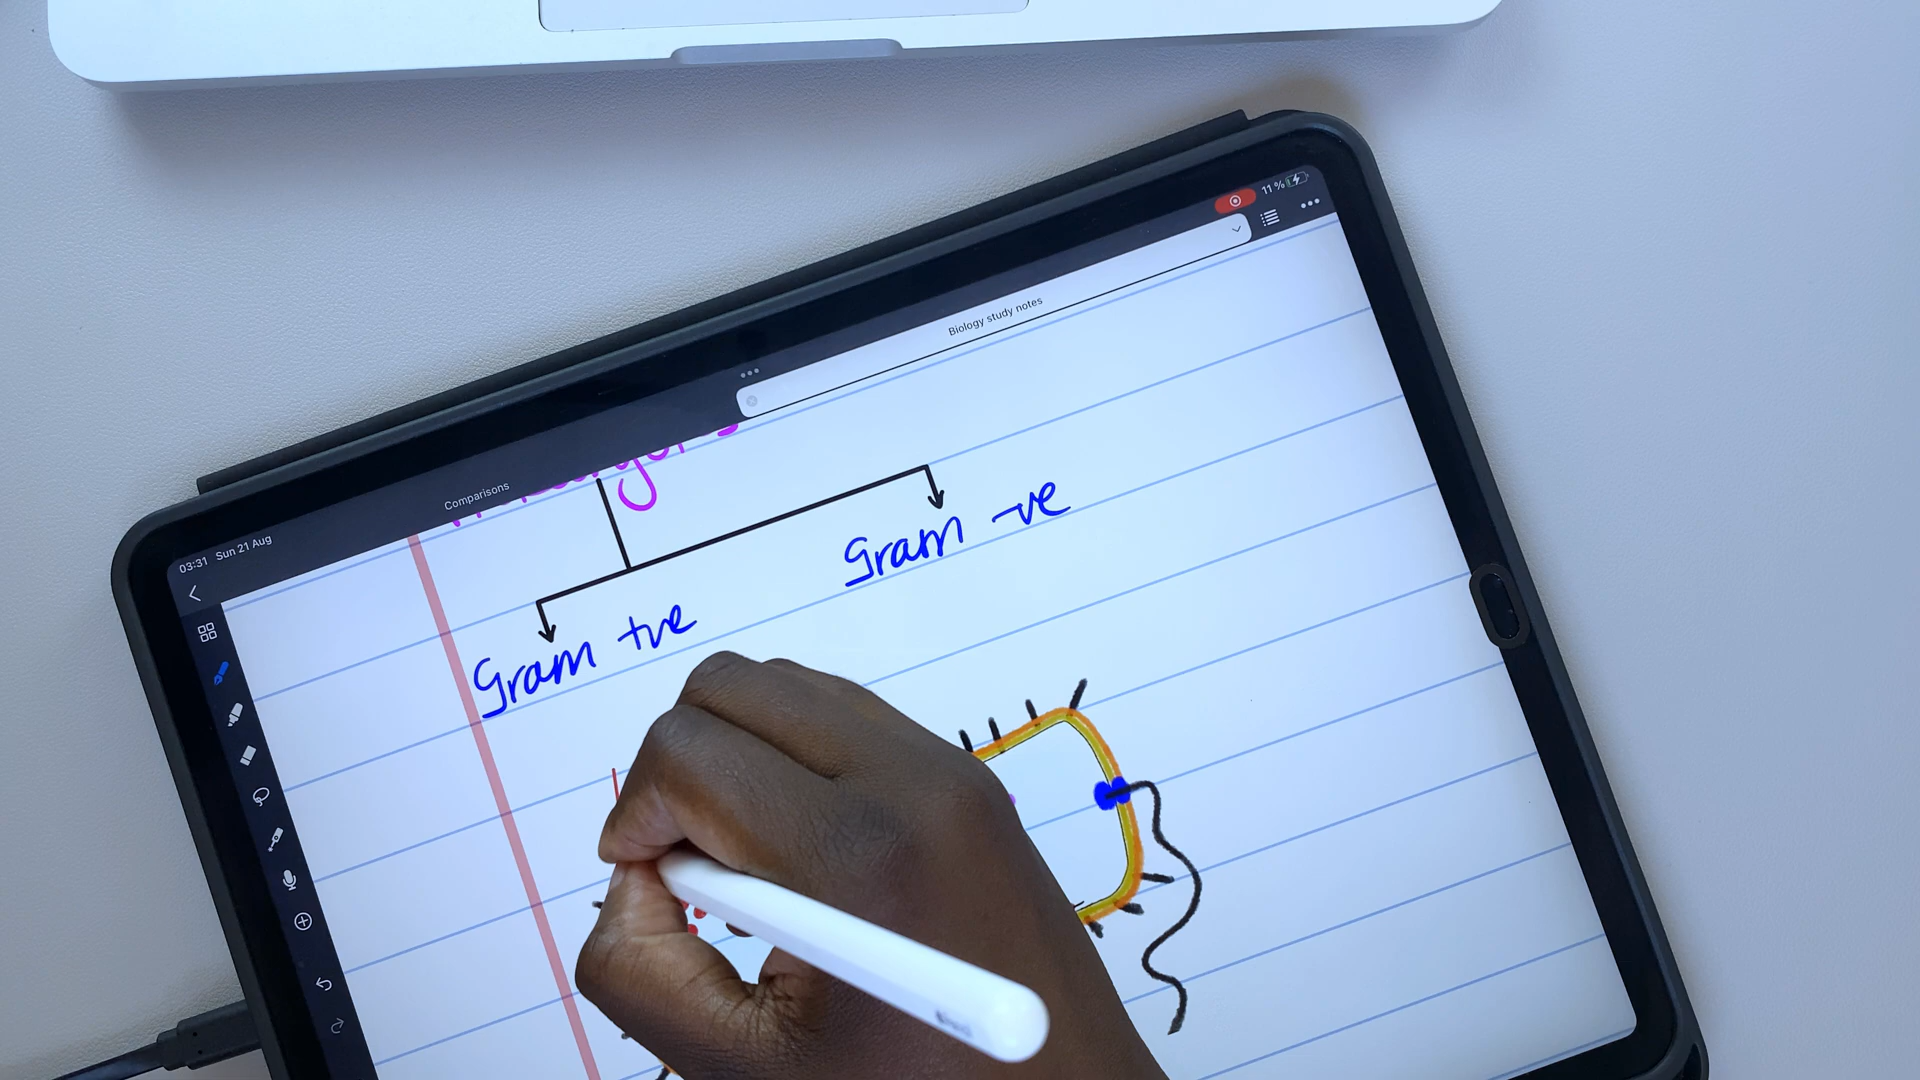 11%
03:31 Sun 21 Aug
Comparisons
Biology study notes
Gram -ve
Gram +ve